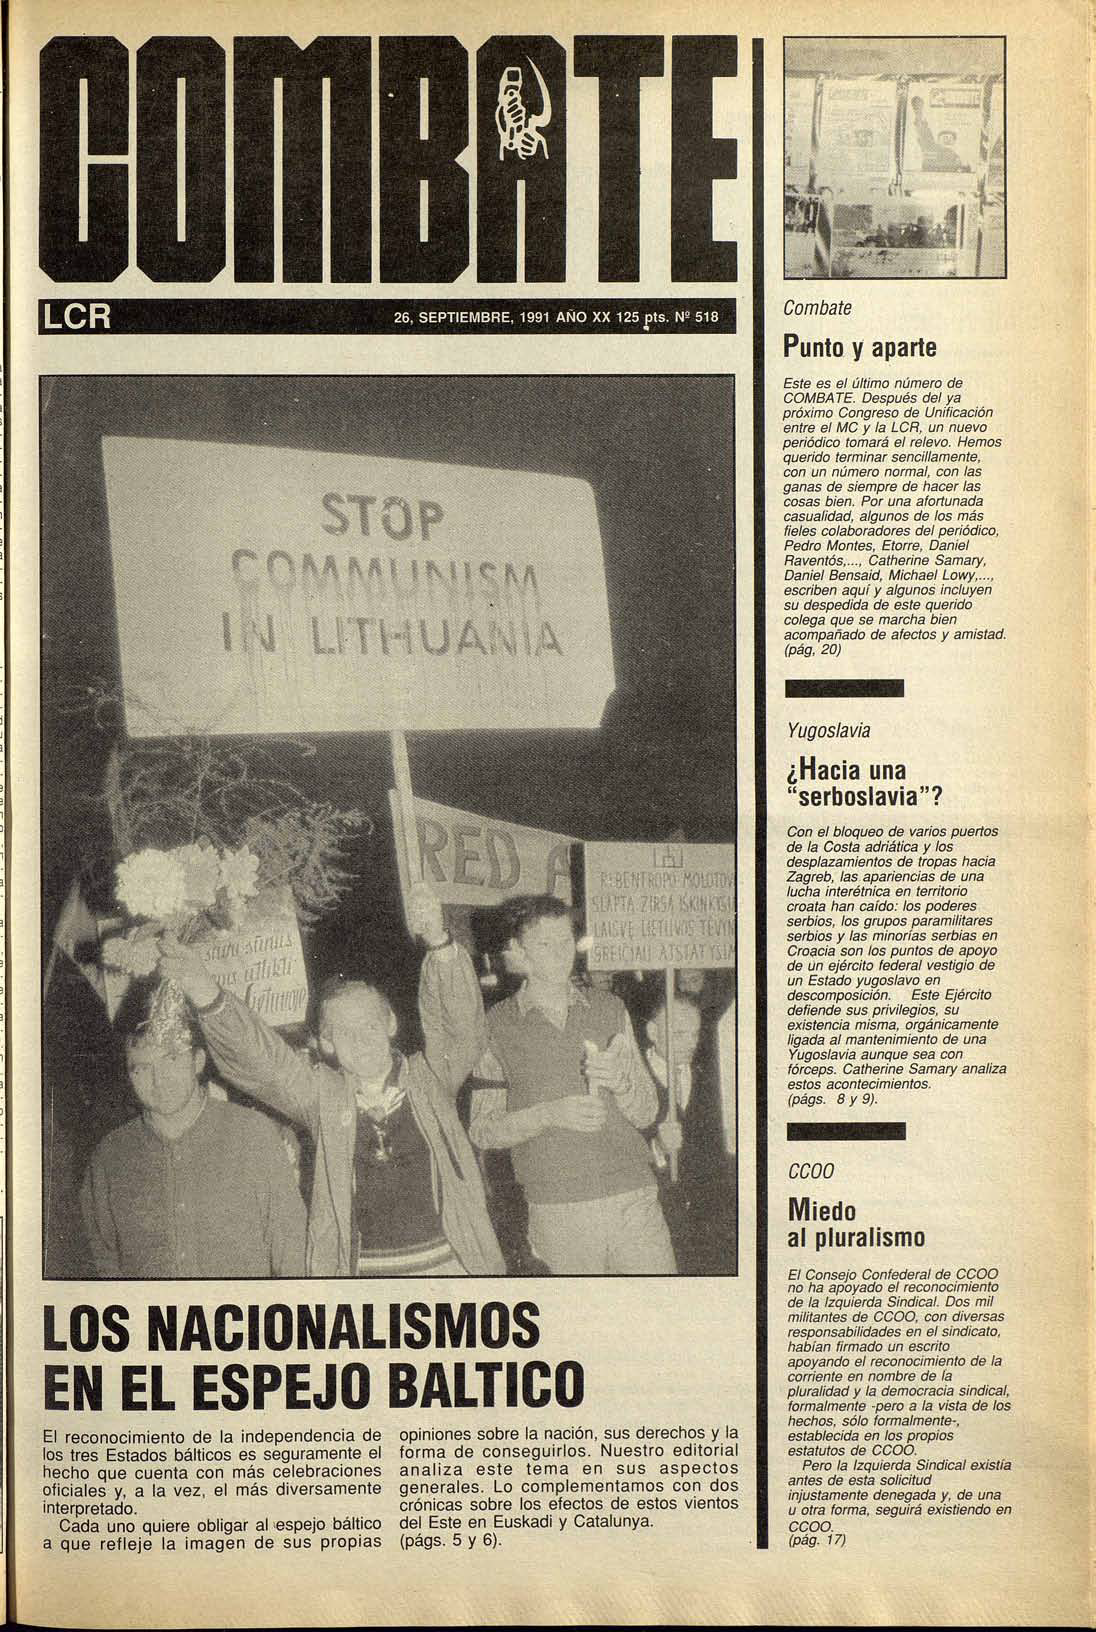 COMBATE
LCR
26, SEPTIEMBRE, 1991 AÑO XX 125 pts. Nº 518
STOP
COMMUNISM
IN LITHUANIA
RED A
RIBENTROPO-MOLOTOV
SLAPTĄ
LAISVĘ LIETUVOS TĖVYN
GREIČIAU ATSTATYSIM
LOS NACIONALISMOS
EN EL ESPEJO BALTICO
El reconocimiento de la independencia de
los tres Estados bálticos es seguramente el
hecho que cuenta con más celebraciones
oficiales y, a la vez, el más diversamente
interpretado.
Cada uno quiere obligar al espejo báltico
a que refleje la imagen de sus propias
opiniones sobre la nación, sus derechos y la
forma de conseguirlos. Nuestro editorial
analiza este tema en sus aspectos
generales. Lo complementamos con dos
crónicas sobre los efectos de estos vientos
del Este en Euskadi y Catalunya.
(págs. 5 y 6).
Combate
Punto y aparte
Este es el último número de
COMBATE. Después del ya
próximo Congreso de Unificación
entre el MC y la LCR, un nuevo
periódico tomará el relevo. Hemos
querido terminar sencillamente,
con un número normal, con las
ganas de siempre de hacer las
cosas bien. Por una afortunada
casualidad, algunos de los más
fieles colaboradores del periódico,
Pedro Montes, Etorre, Daniel
Raventós,..., Catherine Samary,
Daniel Bensaid, Michael Lowy,...,
escriben aquí y algunos incluyen
su despedida de este querido
colega que se marcha bien
acompañado de afectos y amistad.
(pág, 20)
Yugoslavia
¿Hacia una
“serboslavia”?
Con el bloqueo de varios puertos
de la Costa adriática y los
desplazamientos de tropas hacia
Zagreb, las apariencias de una
lucha interétnica en territorio
croata han caído: los poderes
serbios, los grupos paramilitares
serbios y las minorías serbias en
Croacia son los puntos de apoyo
de un ejército federal vestigio de
un Estado yugoslavo en
descomposición. Este Ejército
defiende sus privilegios, su
existencia misma, orgánicamente
ligada al mantenimiento de una
Yugoslavia aunque sea con
fórceps. Catherine Samary analiza
estos acontecimientos.
(págs. 8 y 9).
CCOO
Miedo
al pluralismo
El Consejo Confederal de CCOO
no ha apoyado el reconocimiento
de la Izquierda Sindical. Dos mil
militantes de CCOO, con diversas
responsabilidades en el sindicato,
habían firmado un escrito
apoyando el reconocimiento de la
corriente en nombre de la
pluralidad y la democracia sindical,
formalmente -pero a la vista de los
hechos, sólo formalmente-,
establecida en los propios
estatutos de CCOO.
Pero la Izquierda Sindical existía
antes de esta solicitud
injustamente denegada y, de una
u otra forma, seguirá existiendo en
CCOO.
(pág. 17)